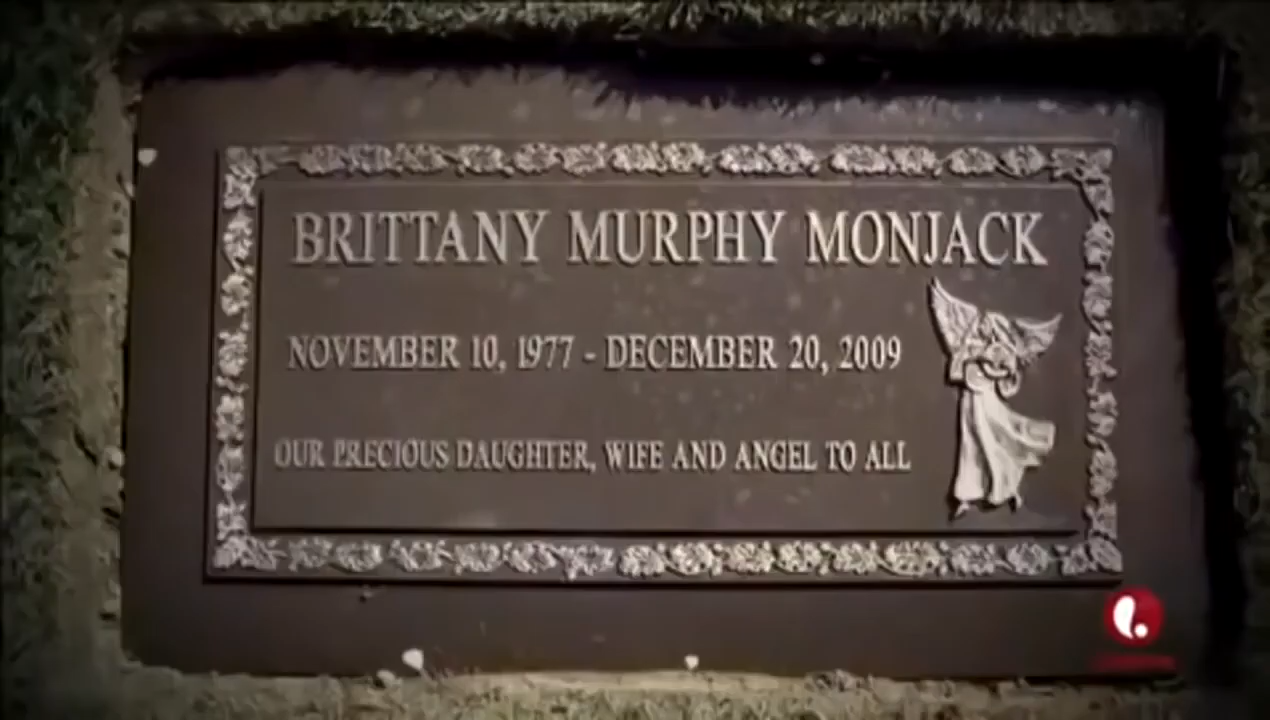 BRITTANY MURPHY MONJACK
NOVEMBER 10, 1977 - DECEMBER 20, 2009
OUR PRECIOUS DAUGHTER, WIFE AND ANGEL TO ALL